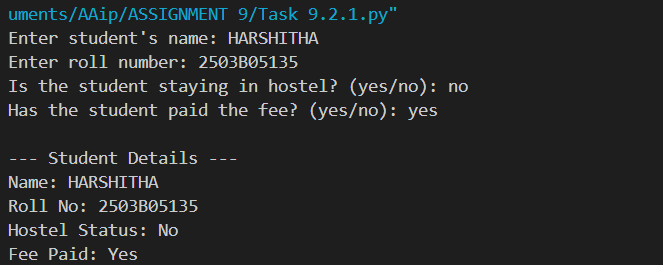 uments/AAip/ASSIGNMENT 9/Task 9.2.1.py"
Enter student's name: HARSHITHA
Enter roll number: 2503B05135
Is the student staying in hostel? (yes/no): no
Has the student paid the fee? (yes/no): yes
--- Student Details ---
Name: HARSHITHA
Roll No: 2503B05135
Hostel Status: No
Fee Paid: Yes